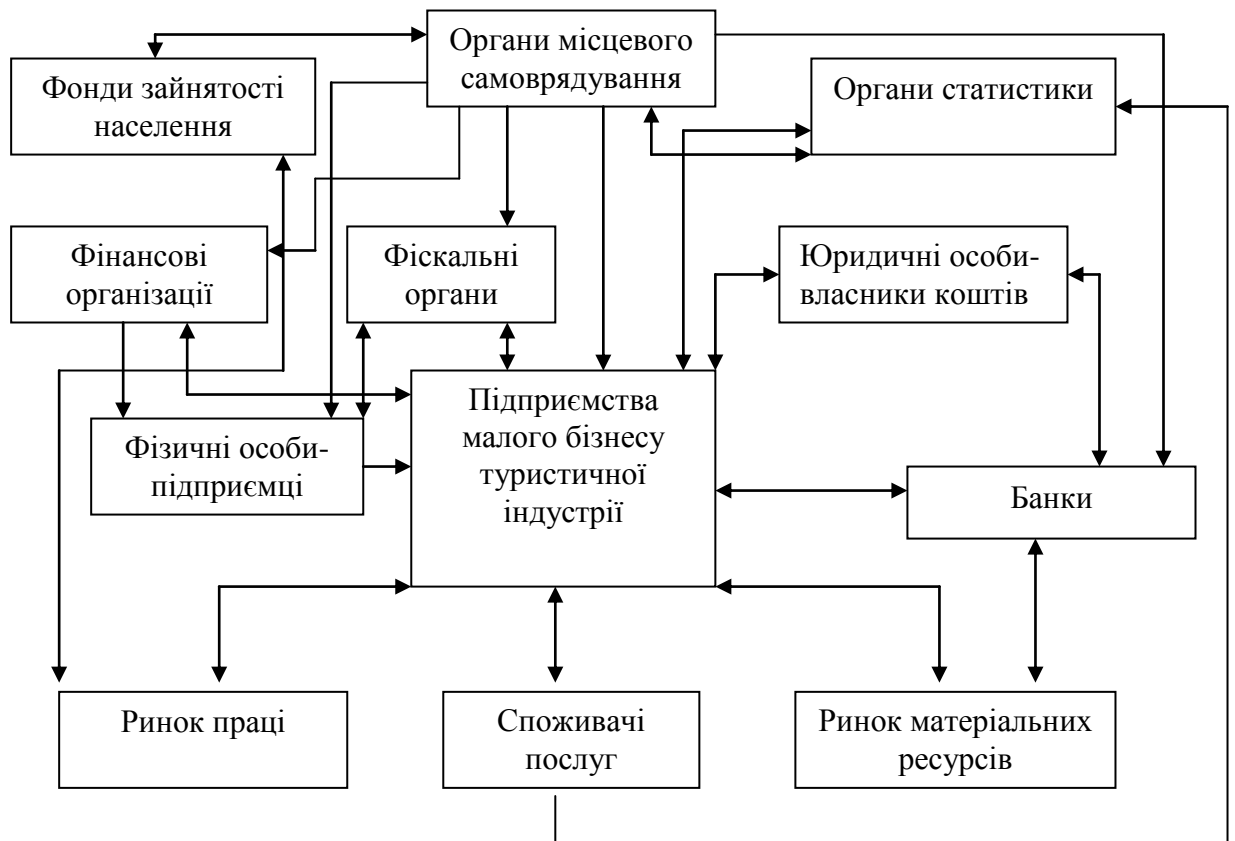 Органи місцевого
самоврядування
Фонди зайнятості
населення
Органи статистики
Фінансові
організації
Фіскальні
органи
Юридичні особи-
власники коштів
Підприємства
малого бізнесу
туристичної
індустрії
Фізичні особи-
підприємці
Банки
Ринок праці
Споживачі
послуг
Ринок матеріальних
ресурсів